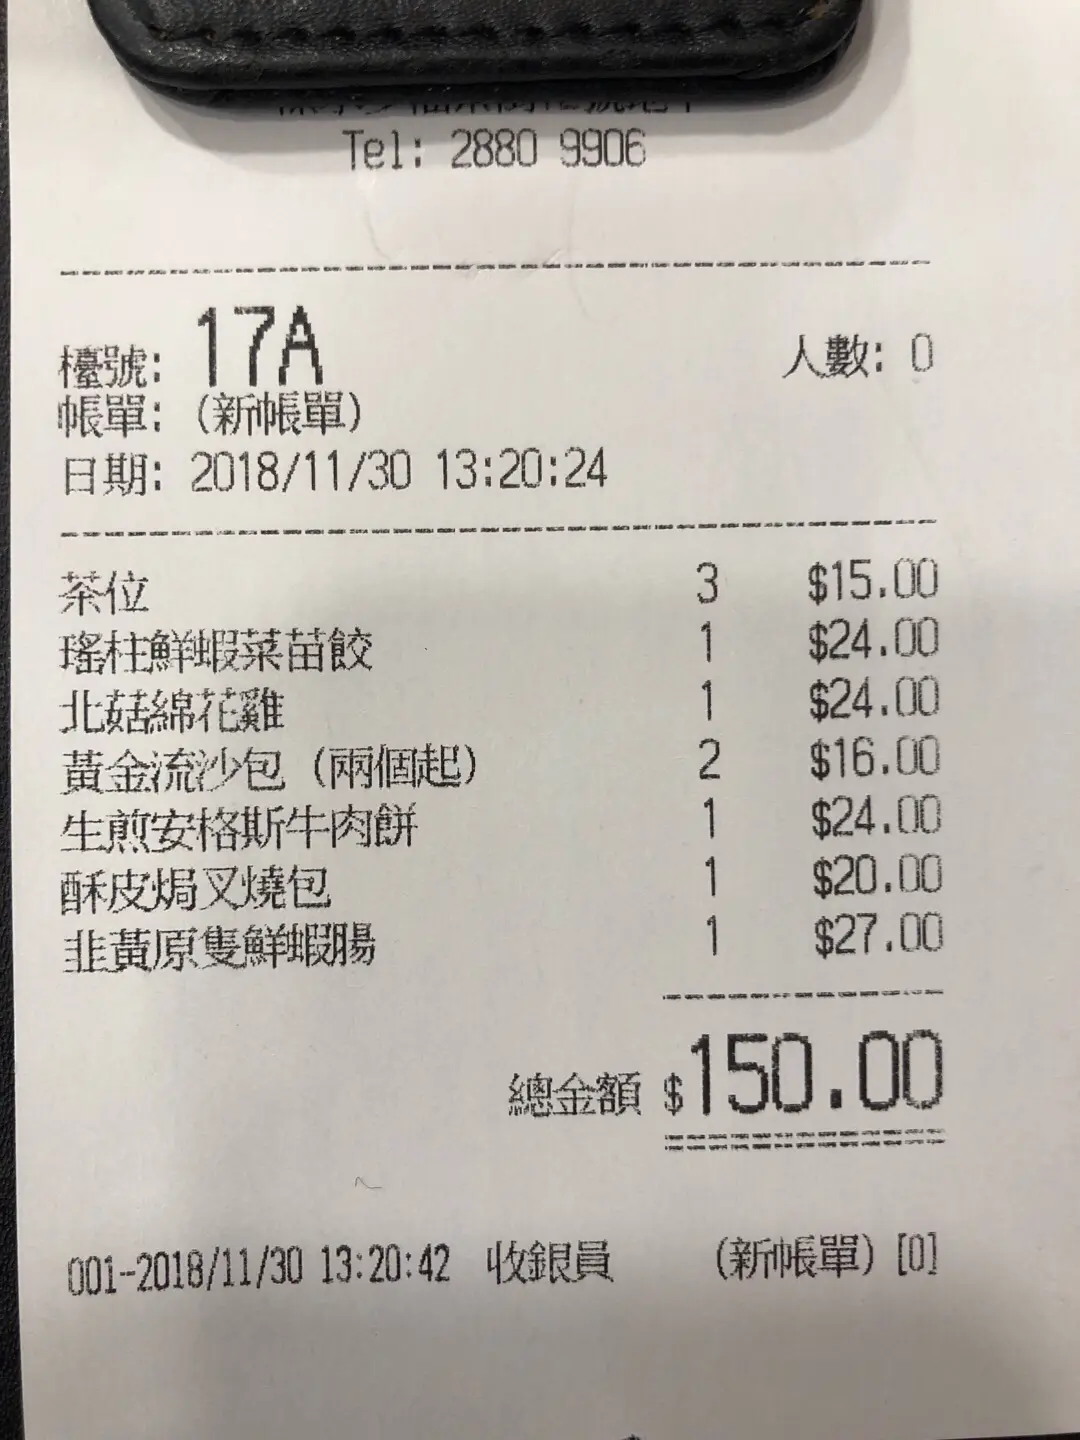 Tel: 2880 9906
檯號: 17A 人數: 0
帳單: (新帳單)
日期: 2018/11/30 13:20:24
茶位 3 $15.00
瑤柱鮮蝦菜苗餃 1 $24.00
北菇綿花雞 1 $24.00
黃金流沙包 (兩個起) 2 $16.00
生煎安格斯牛肉餅 1 $24.00
酥皮焗叉燒包 1 $20.00
韭黃原隻鮮蝦腸 1 $27.00
總金額 $150.00
001-2018/11/30 13:20:42 收銀員 (新帳單) [0]